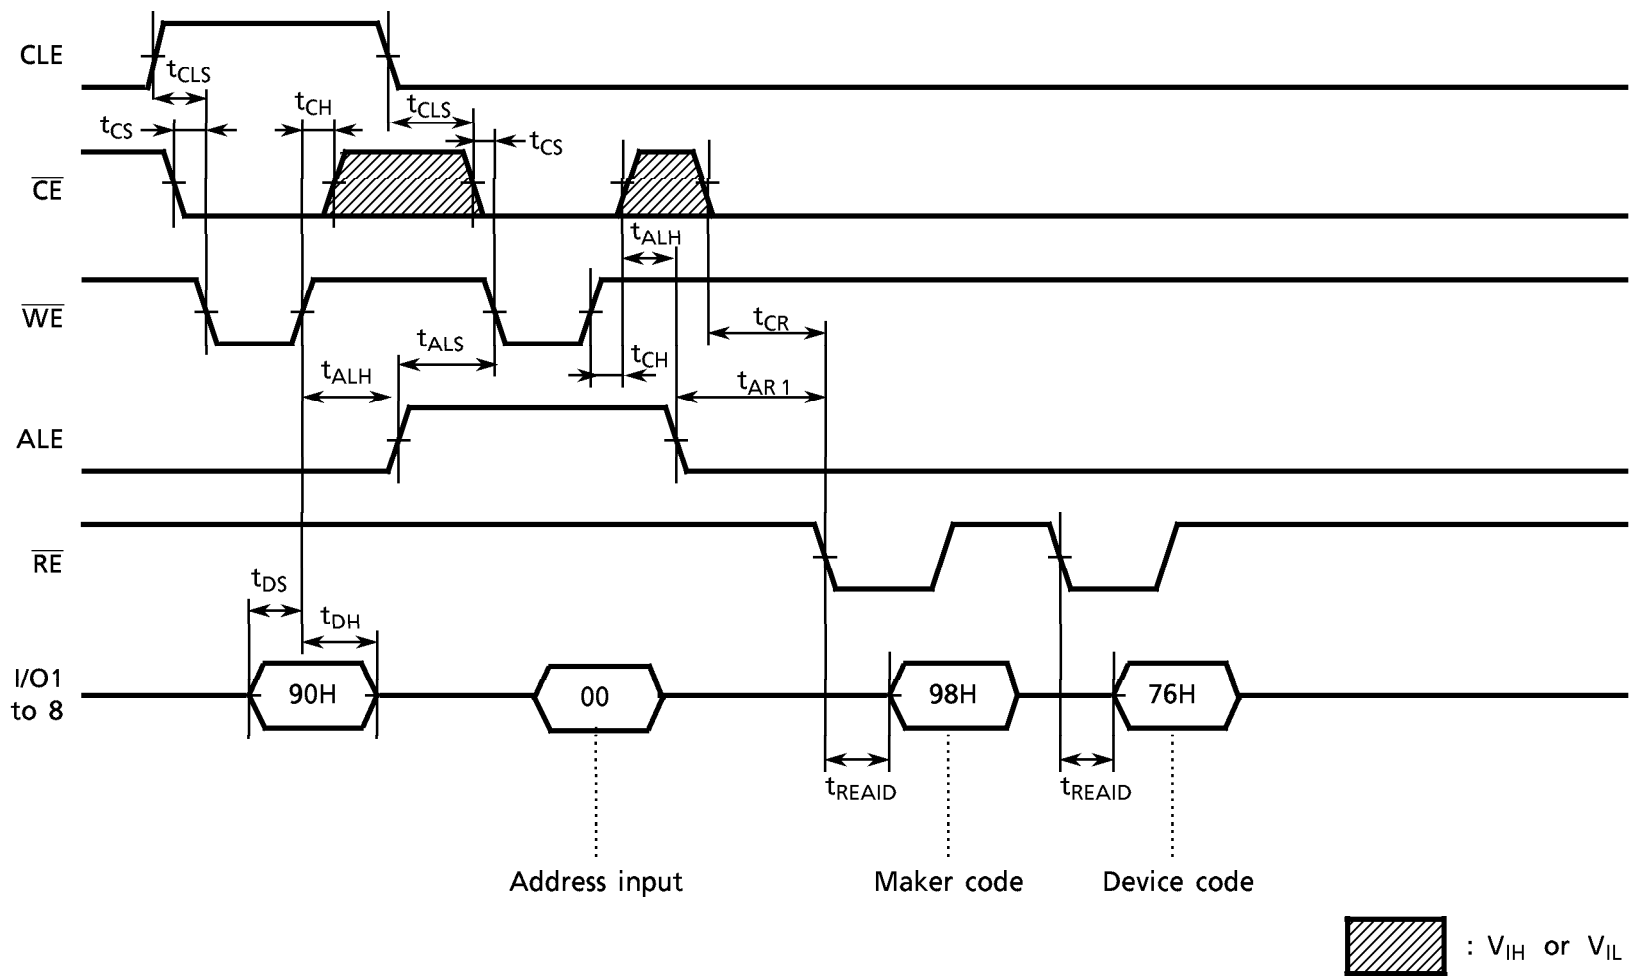 CLE
tCLS
tCH
tCLS
tCS
tCS
CE
tALH
WE
tCR
tALS
tCH
tALH
tAR 1
ALE
RE
tDS
tDH
I/O1
to 8
90H
00
98H
76H
tREAID
tREAID
Address input
Maker code
Device code
: VIH or VIL